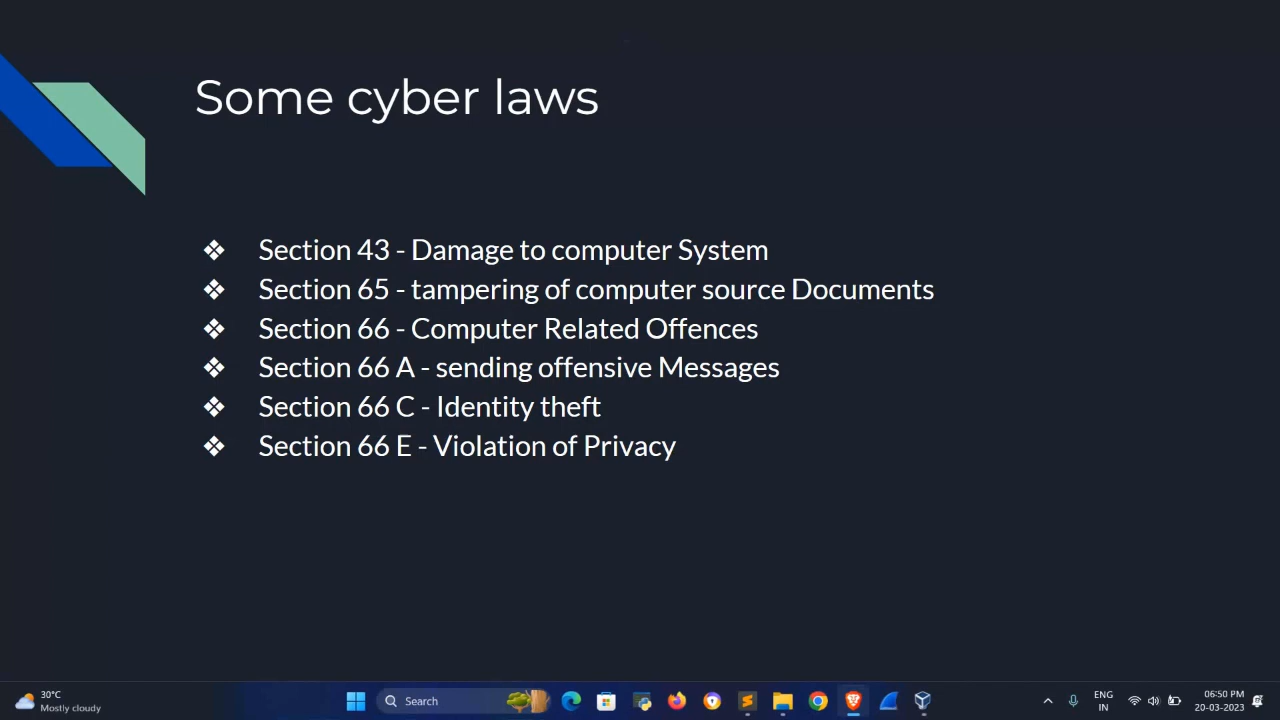 Some cyber laws
❖ Section 43 - Damage to computer System
❖ Section 65 - tampering of computer source Documents
❖ Section 66 - Computer Related Offences
❖ Section 66 A - sending offensive Messages
❖ Section 66 C - Identity theft
❖ Section 66 E - Violation of Privacy
30°C
Mostly cloudy
Search
ENG
IN
06:50 PM
20-03-2023